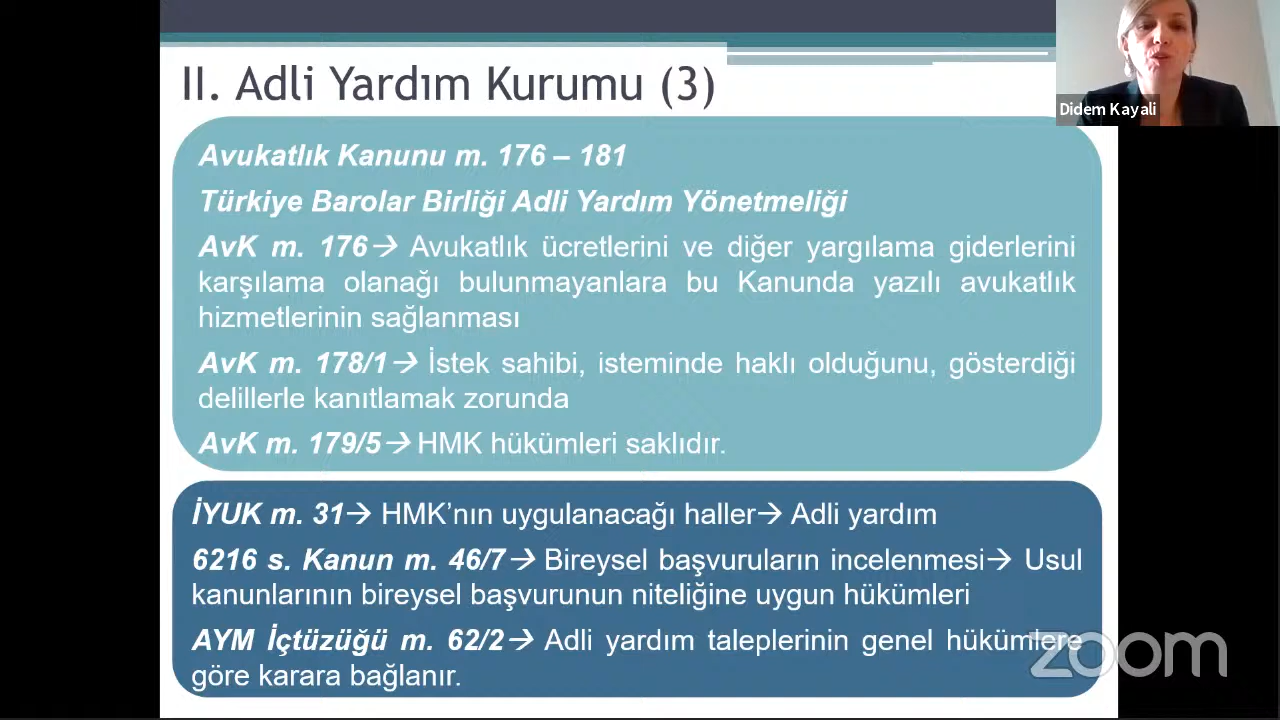 II. Adli Yardım Kurumu (3)
Didem Kayali
Avukatlık Kanunu m. 176 – 181
Türkiye Barolar Birliği Adli Yardım Yönetmeliği
AvK m. 176→ Avukatlık ücretlerini ve diğer yargılama giderlerini
karşılama olanağı bulunmayanlara bu Kanunda yazılı avukatlık
hizmetlerinin sağlanması
AvK m. 178/1→ İstek sahibi, isteminde haklı olduğunu, gösterdiği
delillerle kanıtlamak zorunda
AvK m. 179/5→ HMK hükümleri saklıdır.
İYUK m. 31→ HMK’nın uygulanacağı haller→ Adli yardım
6216 s. Kanun m. 46/7→ Bireysel başvuruların incelenmesi→ Usul
kanunlarının bireysel başvurunun niteliğine uygun hükümleri
AYM İçtüzüğü m. 62/2→ Adli yardım taleplerinin genel hükümlere
göre karara bağlanır.
zoom